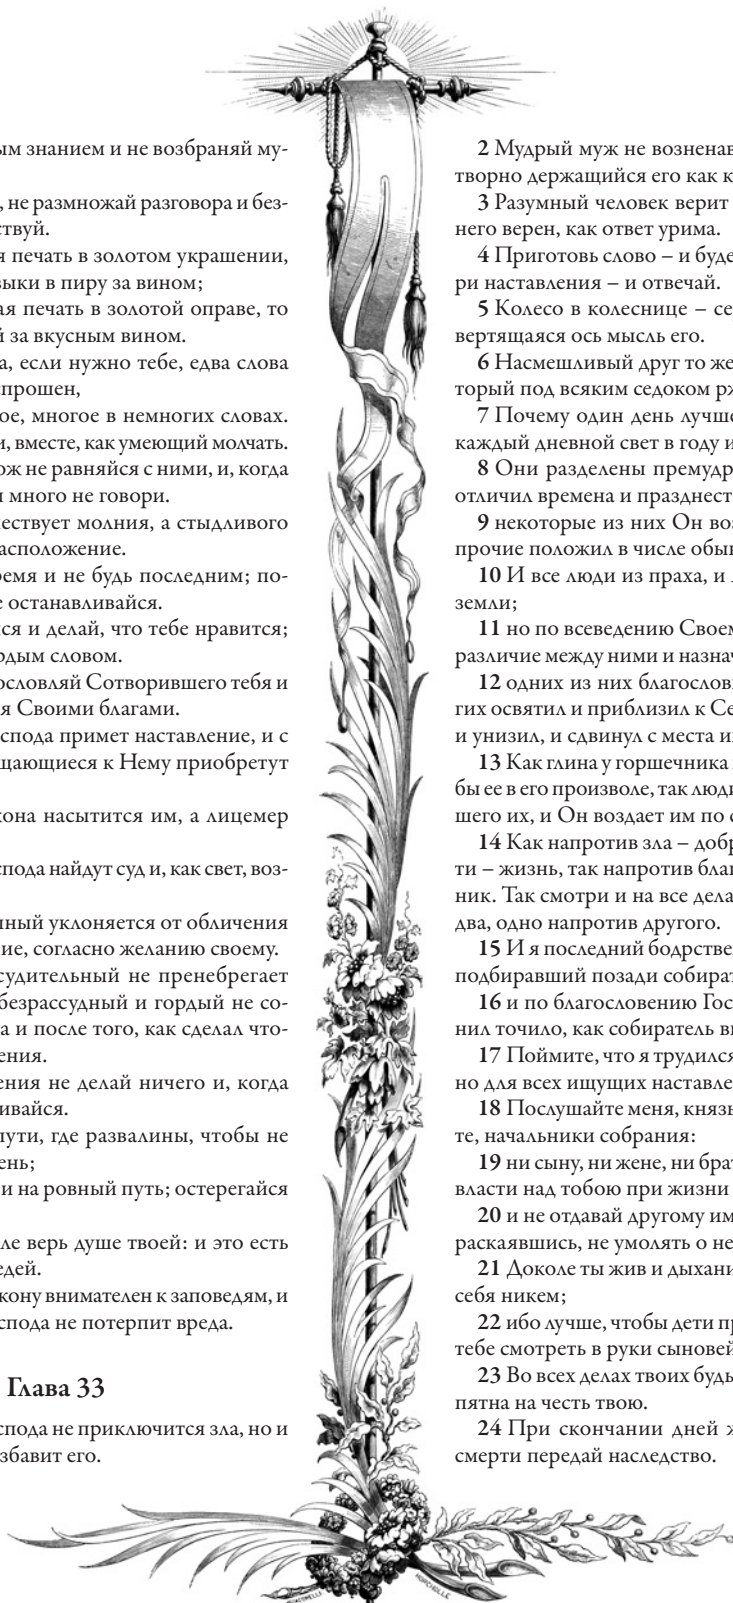 ым знанием и не возбраняй му-
, не размножай разговора и без-
ствуй.
я печать в золотом украшении,
зыки в пиру за вином;
ая печать в золотой оправе, то
й за вкусным вином.
а, если нужно тебе, едва слова
спрошен,
ое, многое в немногих словах.
и, вместе, как умеющий молчать.
ож не равняйся с ними, и, когда
и много не говори.
ествует молния, а стыдливого
асположение.
ремя и не будь последним; по-
е останавливайся.
йся и делай, что тебе нравится;
рдым словом.
гословляй Сотворившего тебя и
я Своими благами.
спода примет наставление, и с
щающиеся к Нему приобретут
кона насытится им, а лицемер
спода найдут суд и, как свет, воз-
шный уклоняется от обличения
ние, согласно желанию своему.
судительный не пренебрегает
безрассудный и гордый не со-
а и после того, как сделал что-
ления.
ения не делай ничего и, когда
ивайся.
пути, где развалины, чтобы не
ень;
и на ровный путь; остерегайся
ле верь душе твоей: и это есть
едей.
кону внимателен к заповедям, и
спода не потерпит вреда.
Глава 33
спода не приключится зла, но и
збавит его.
2 Мудрый муж не возненав
творно держащийся его как к
3 Разумный человек верит
него верен, как ответ урима.
4 Приготовь слово – и буде
ри наставления – и отвечай.
5 Колесо в колеснице – се
вертящаяся ось мысль его.
6 Насмешливый друг то же
торый под всяким седоком рж
7 Почему один день лучше
каждый дневной свет в году и
8 Они разделены премудр
отличил времена и празднест
9 некоторые из них Он воз
прочие положил в числе обы
10 И все люди из праха, и
земли;
11 но по всеведению Своем
различие между ними и назнач
12 одних из них благослови
гих освятил и приблизил к Се
и унизил, и сдвинул с места и
13 Как глина у горшечника
бы ее в его произволе, так люди
шего их, и Он воздает им по с
14 Как напротив зла – добр
ти – жизнь, так напротив бла
ник. Так смотри и на все дела
два, одно напротив другого.
15 И я последний бодрстве
подбиравший позади собират
16 и по благословению Гос
нил точило, как собиратель ви
17 Поймите, что я трудился
но для всех ищущих наставле
18 Послушайте меня, князь
те, начальники собрания:
19 ни сыну, ни жене, ни брат
власти над тобою при жизни
20 и не отдавай другому им
раскаявшись, не умолять о не
21 Доколе ты жив и дыхани
себя никем;
22 ибо лучше, чтобы дети пр
тебе смотреть в руки сыновей
23 Во всех делах твоих будь
пятна на честь твою.
24 При скончании дней ж
смерти передай наследство.